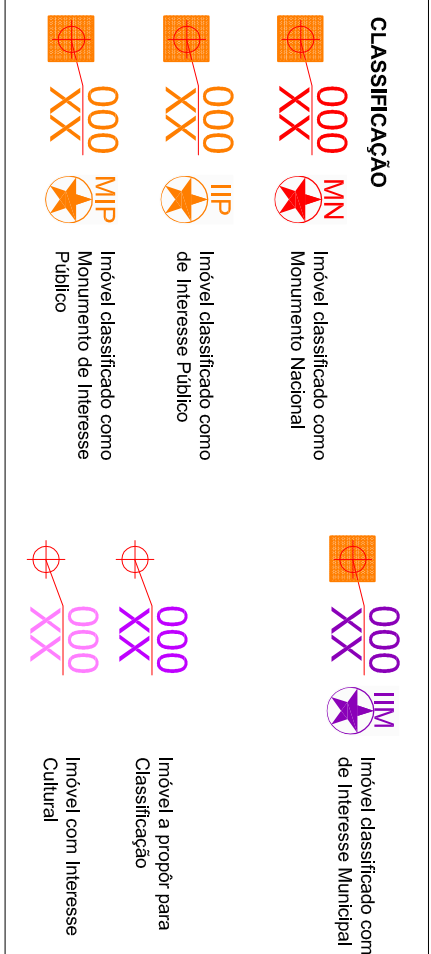 CLASSIFICAÇÃO
000
XX
MN
Imóvel classificado como
Monumento Nacional
000
XX
IIP
Imóvel classificado como
de Interesse Público
000
XX
MIP
Imóvel classificado como
Monumento de Interesse
Público
000
XX
IIM
Imóvel classificado com
de Interesse Municipal
000
XX
Imóvel a propôr para
Classificação
000
XX
Imóvel com Interesse
Cultural